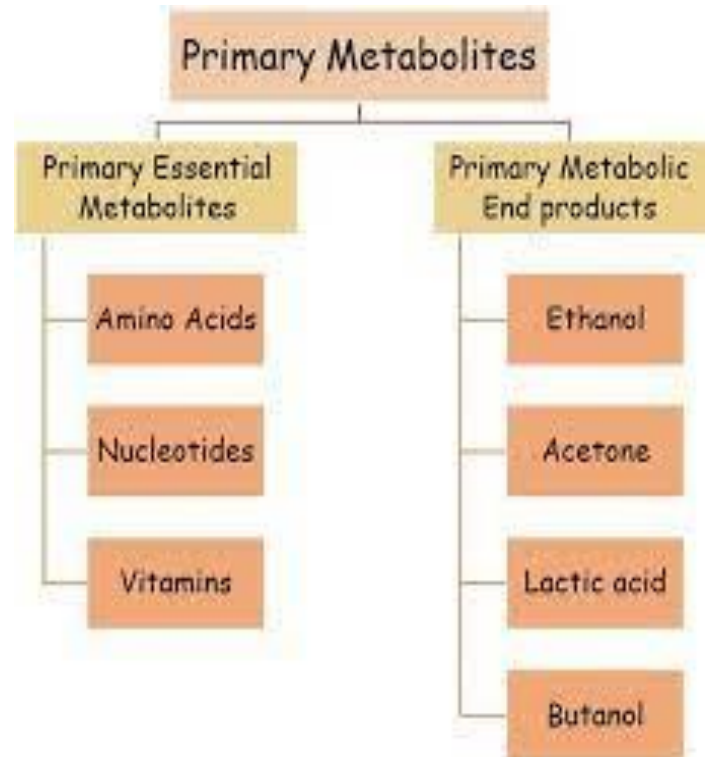 Primary Metabolites
Primary Essential
Metabolites
Amino Acids
Nucleotides
Vitamins
Primary Metabolic
End products
Ethanol
Acetone
Lactic acid
Butanol